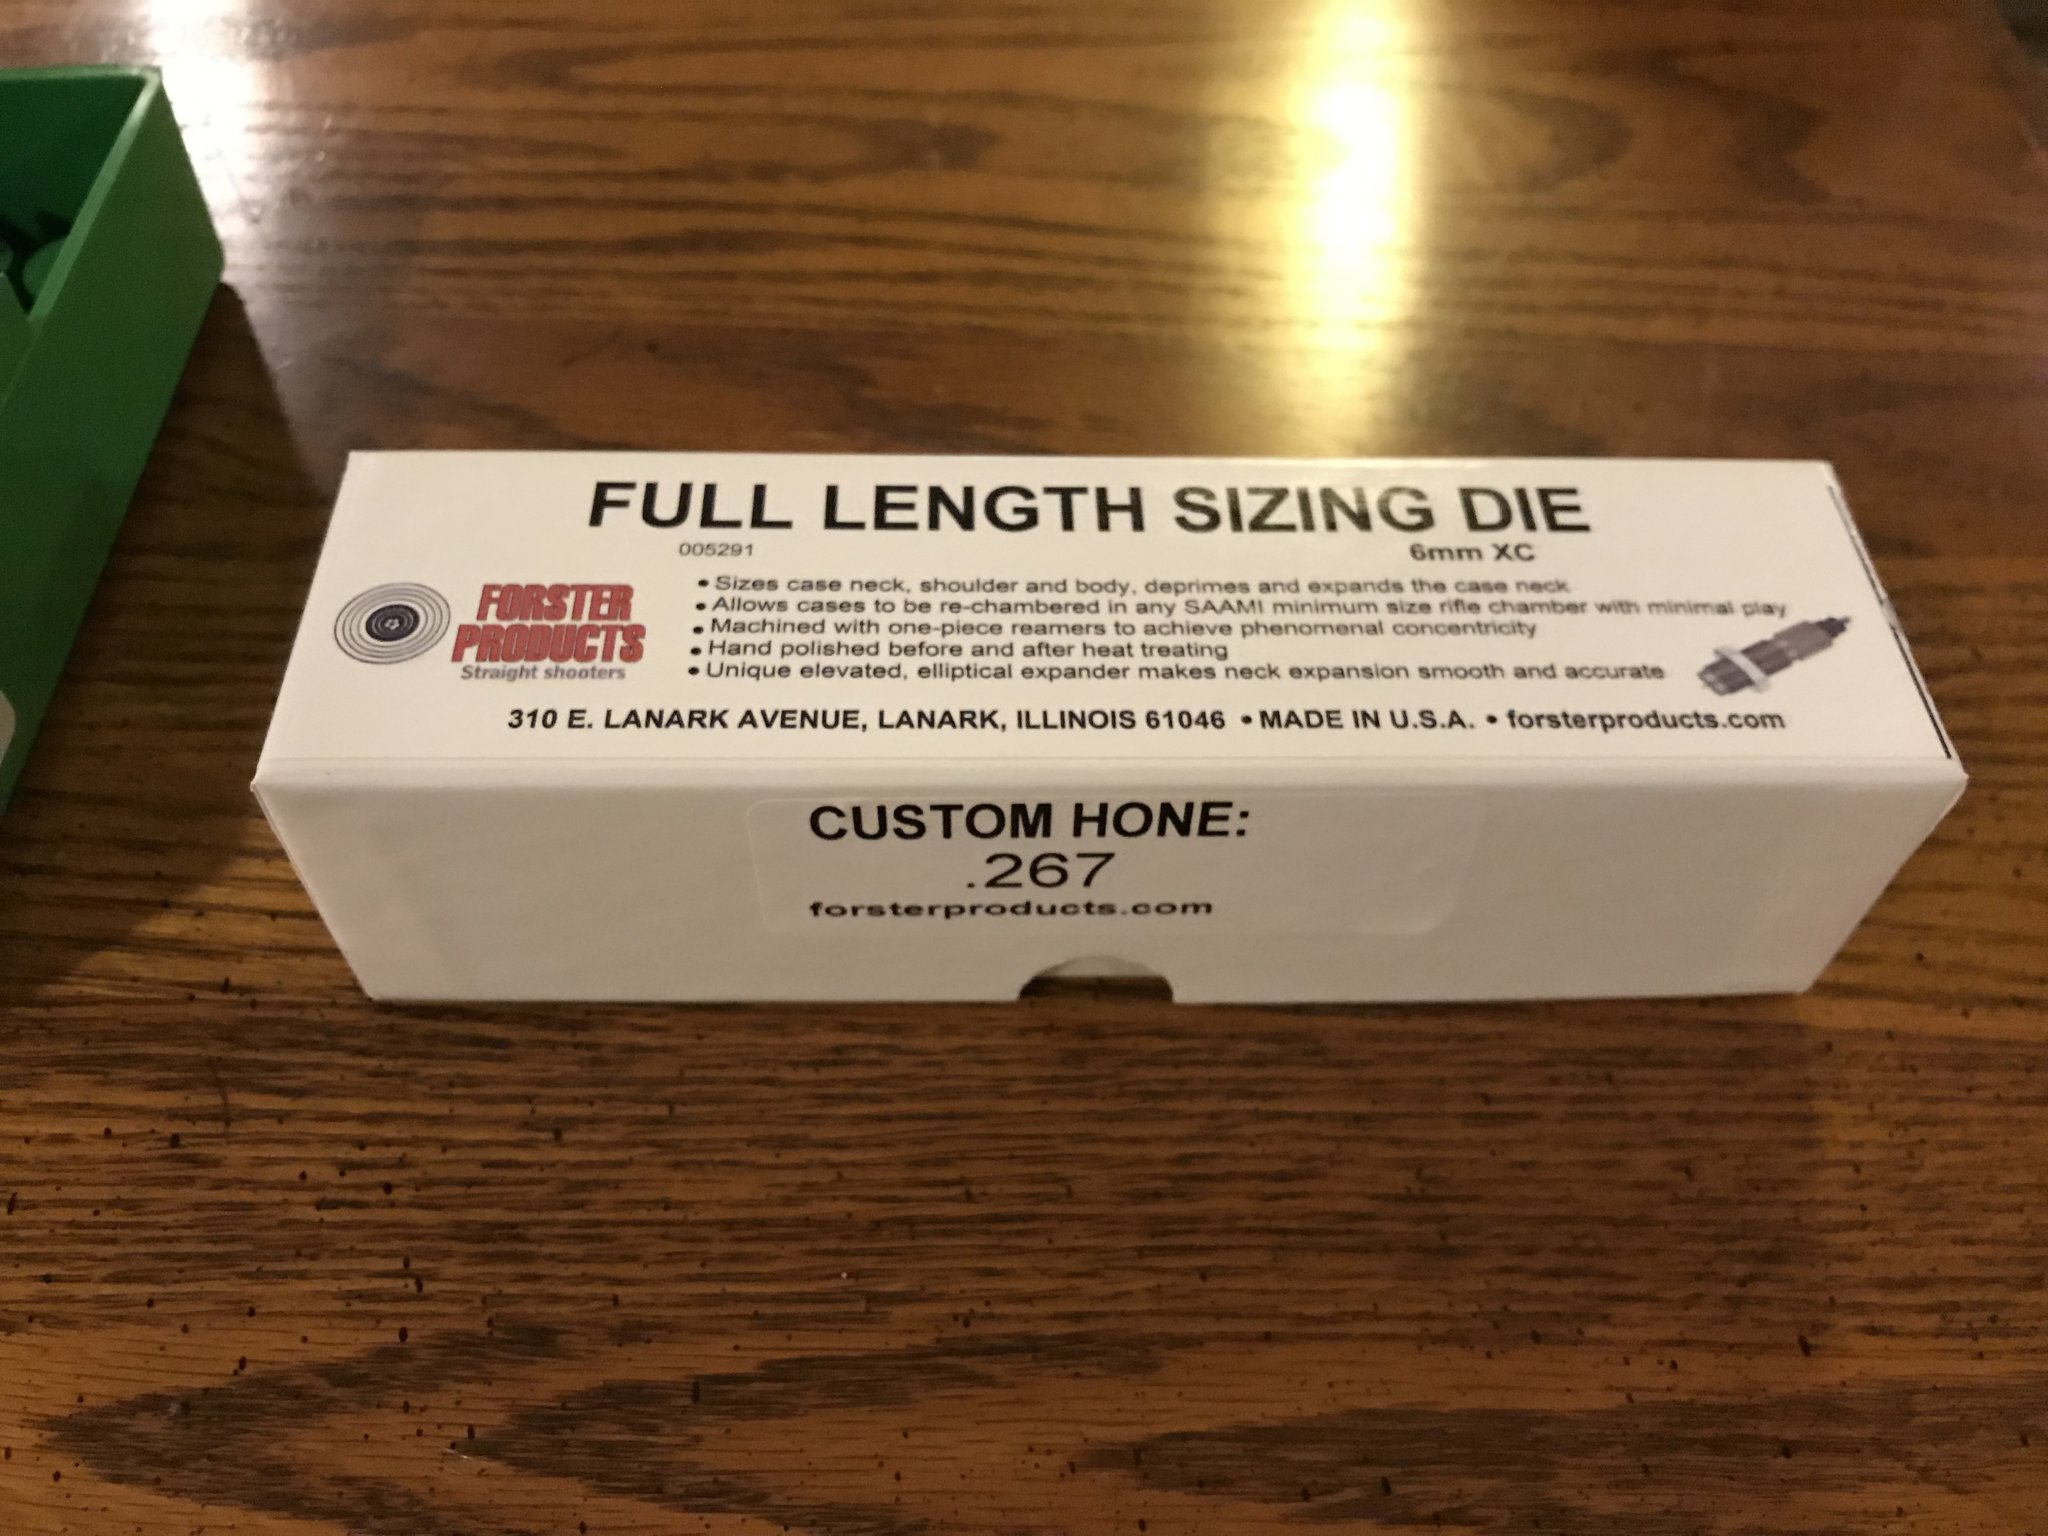 FULL LENGTH SIZING DIE
005291 6mm XC
FORSTER
PRODUCTS
Straight shooters
• Sizes case neck, shoulder and body, deprimes and expands the case neck
• Allows cases to be re-chambered in any SAAMI minimum size rifle chamber with minimal play
• Machined with one-piece reamers to achieve phenomenal concentricity
• Hand polished before and after heat treating
• Unique elevated, elliptical expander makes neck expansion smooth and accurate
310 E. LANARK AVENUE, LANARK, ILLINOIS 61046 • MADE IN U.S.A. • forsterproducts.com
CUSTOM HONE:
.267
forsterproducts.com